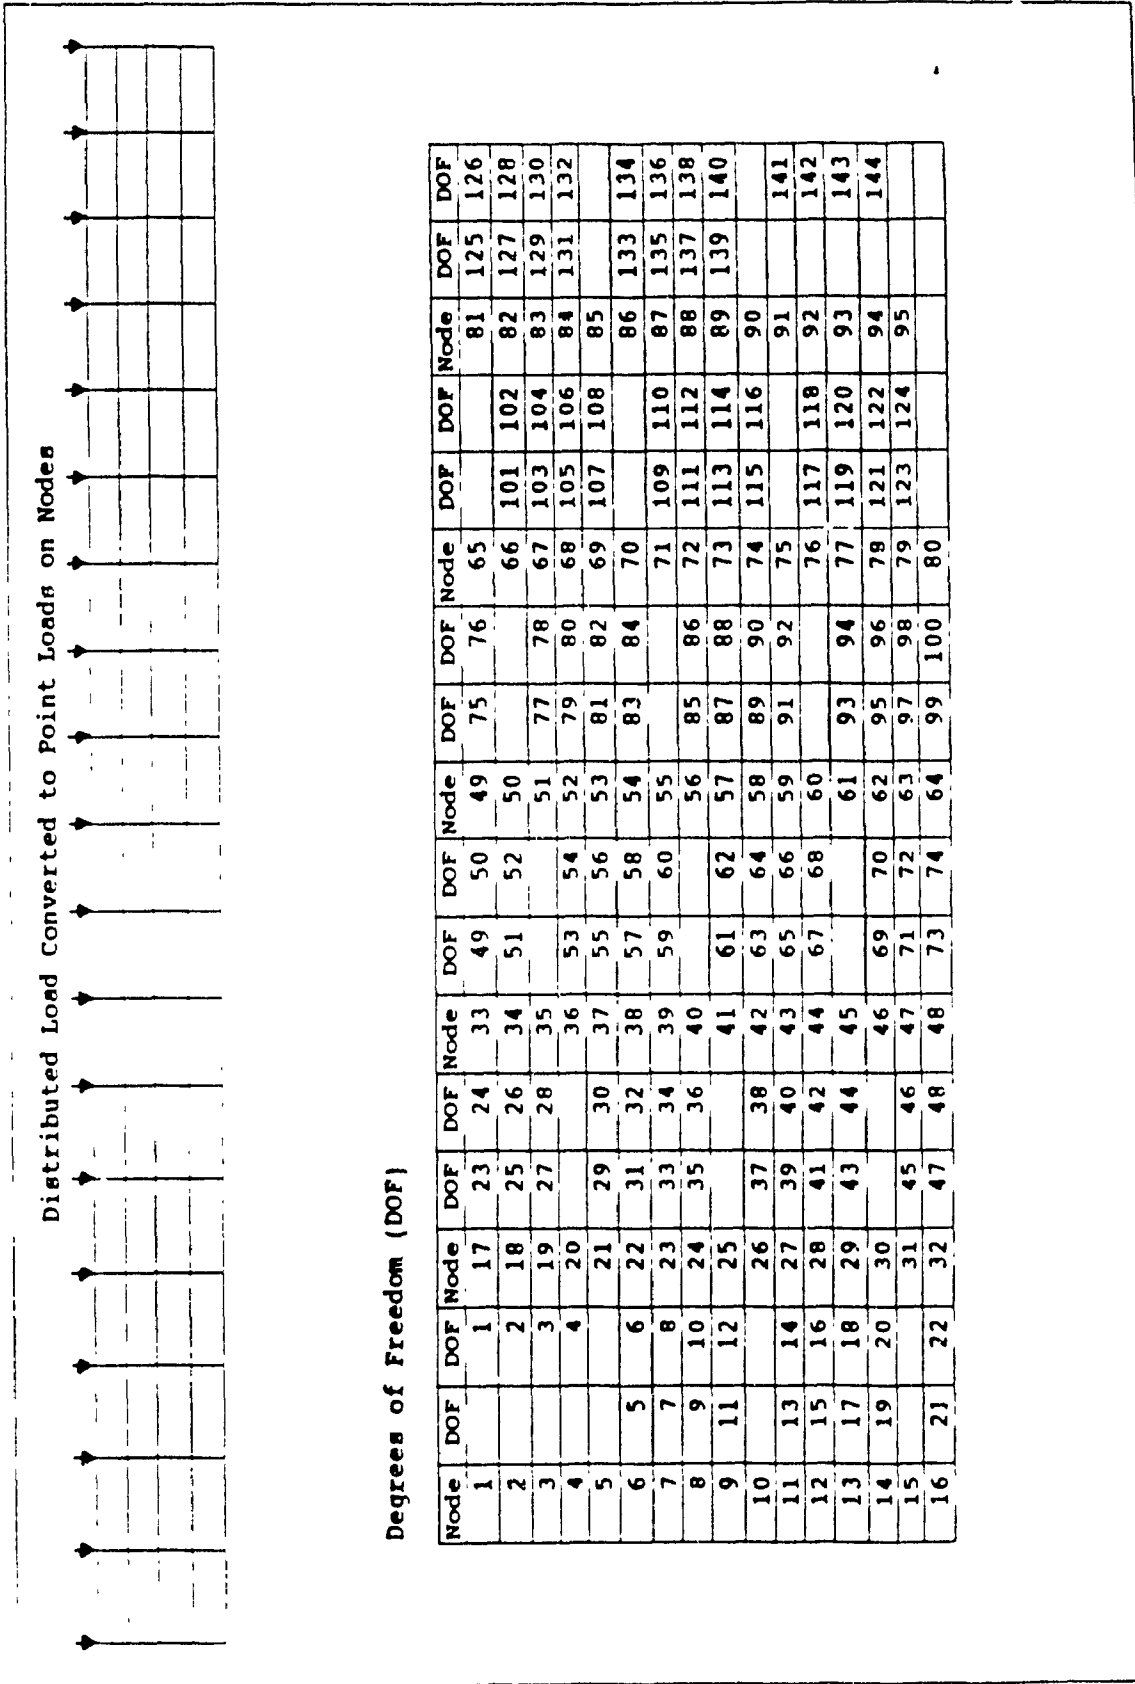 Distributed Load Converted to Point Loads on Nodes
Degrees of Freedom (DOF)
Node DOF DOF Node DOF DOF Node DOF DOF Node DOF DOF Node DOF DOF Node DOF DOF
1 1 17 23 24 33 49 50 49 75 76 65 81 125 126
2 2 18 25 26 34 51 52 50 66 101 102 82 127 128
3 3 19 27 28 35 51 77 78 67 103 104 83 129 130
4 4 20 36 53 54 52 79 80 68 105 106 84 131 132
5 21 29 30 37 55 56 53 81 82 69 107 108 85
6 5 6 22 31 32 38 57 58 54 83 84 70 86 133 134
7 7 8 23 33 34 39 59 60 55 71 109 110 87 135 136
8 9 10 24 35 36 40 56 85 86 72 111 112 88 137 138
9 11 12 25 41 61 62 57 87 88 73 113 114 89 139 140
10 26 37 38 42 63 64 58 89 90 74 115 116 90
11 13 14 27 39 40 43 65 66 59 91 92 75 91 141
12 15 16 28 41 42 44 67 68 60 76 117 118 92 142
13 17 18 29 43 44 45 61 93 94 77 119 120 93 143
14 19 20 30 46 69 70 62 95 96 78 121 122 94 144
15 31 45 46 47 71 72 63 97 98 79 123 124 95
16 21 22 32 47 48 48 73 74 64 99 100 80